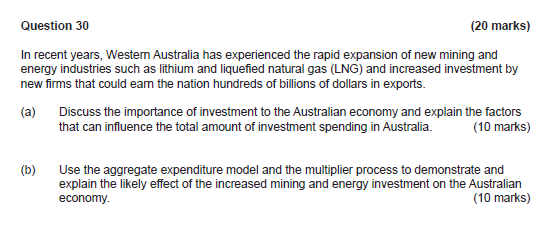 Question 30 (20 marks)
In recent years, Western Australia has experienced the rapid expansion of new mining and
energy industries such as lithium and liquefied natural gas (LNG) and increased investment by
new firms that could earn the nation hundreds of billions of dollars in exports.
(a) Discuss the importance of investment to the Australian economy and explain the factors
that can influence the total amount of investment spending in Australia. (10 marks)
(b) Use the aggregate expenditure model and the multiplier process to demonstrate and
explain the likely effect of the increased mining and energy investment on the Australian
economy. (10 marks)